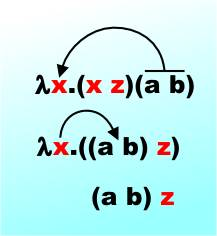 λx.(x z)(a b)
λx.((a b) z)
(a b) z